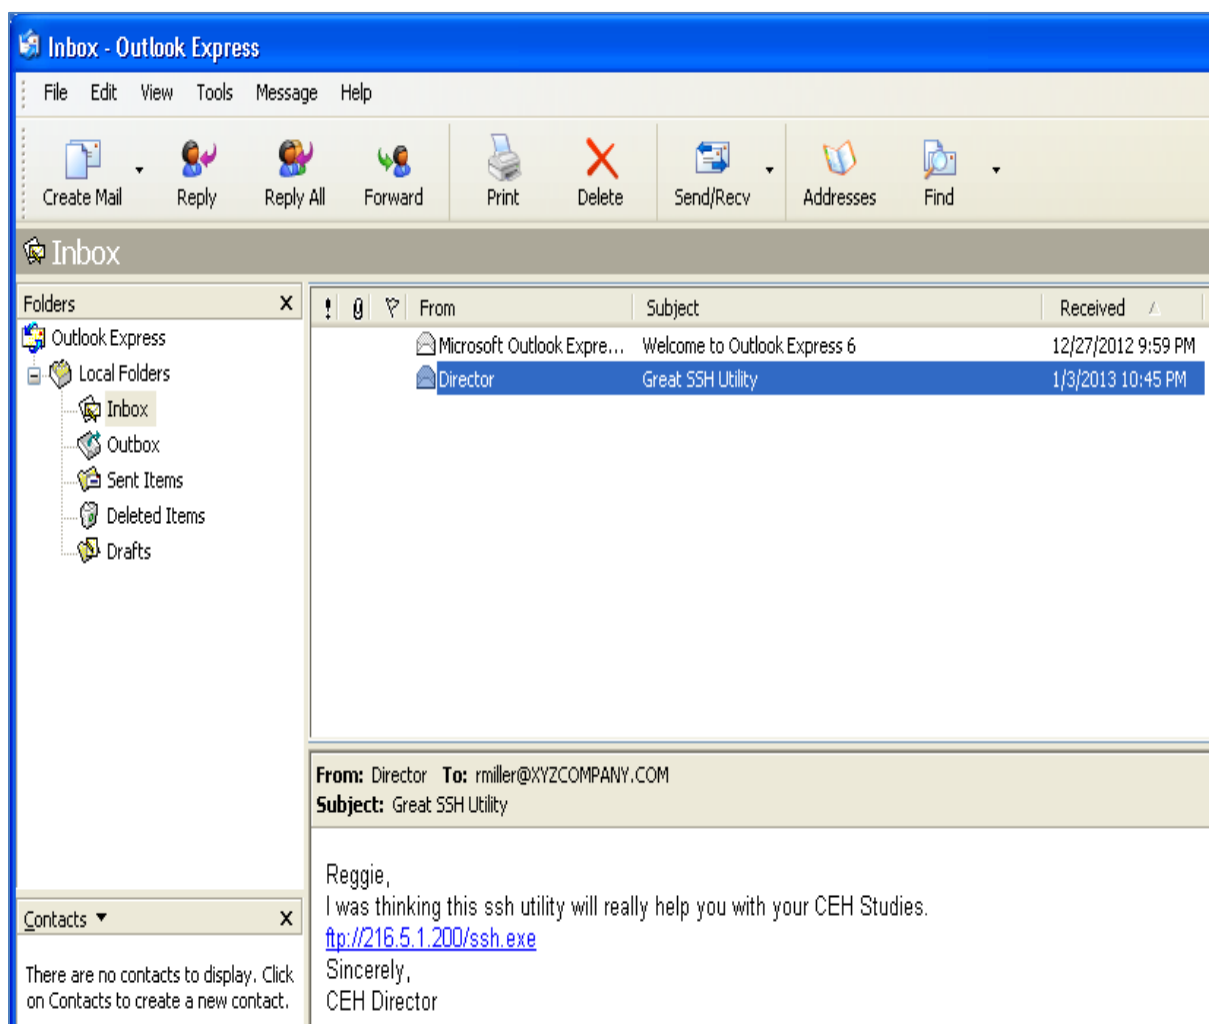 Inbox - Outlook Express
File Edit View Tools Message Help
Create Mail Reply Reply All Forward Print Delete Send/Recv Addresses Find
Inbox
Folders X
! From Subject Received
Outlook Express
Local Folders
Inbox
Outbox
Sent Items
Deleted Items
Drafts
Microsoft Outlook Expre... Welcome to Outlook Express 6 12/27/2012 9:59 PM
Director Great SSH Utility 1/3/2013 10:45 PM
From: Director To: rmiller@XYZCOMPANY.COM
Subject: Great SSH Utility
Reggie,
I was thinking this ssh utility will really help you with your CEH Studies.
ftp://216.5.1.200/ssh.exe
Sincerely,
CEH Director
Contacts X
There are no contacts to display. Click
on Contacts to create a new contact.